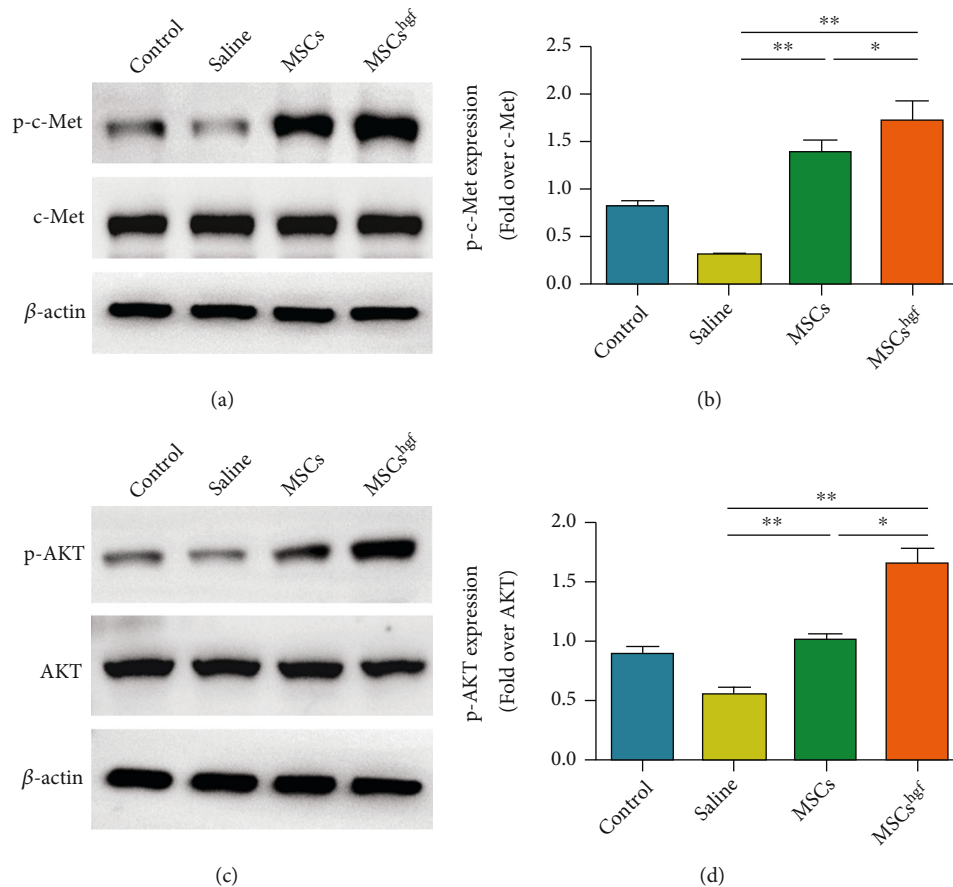 Control
Saline
MSCs
MSCs^hgf
p-c-Met
c-Met
β-actin
(a)
**
** *
p-c-Met expression
(Fold over c-Met)
2.5
2.0
1.5
1.0
0.5
0.0
Control
Saline
MSCs
MSCs^hgf
(b)
Control
Saline
MSCs
MSCs^hgf
p-AKT
AKT
β-actin
(c)
**
** *
p-AKT expression
(Fold over AKT)
2.0
1.5
1.0
0.5
0.0
Control
Saline
MSCs
MSCs^hgf
(d)